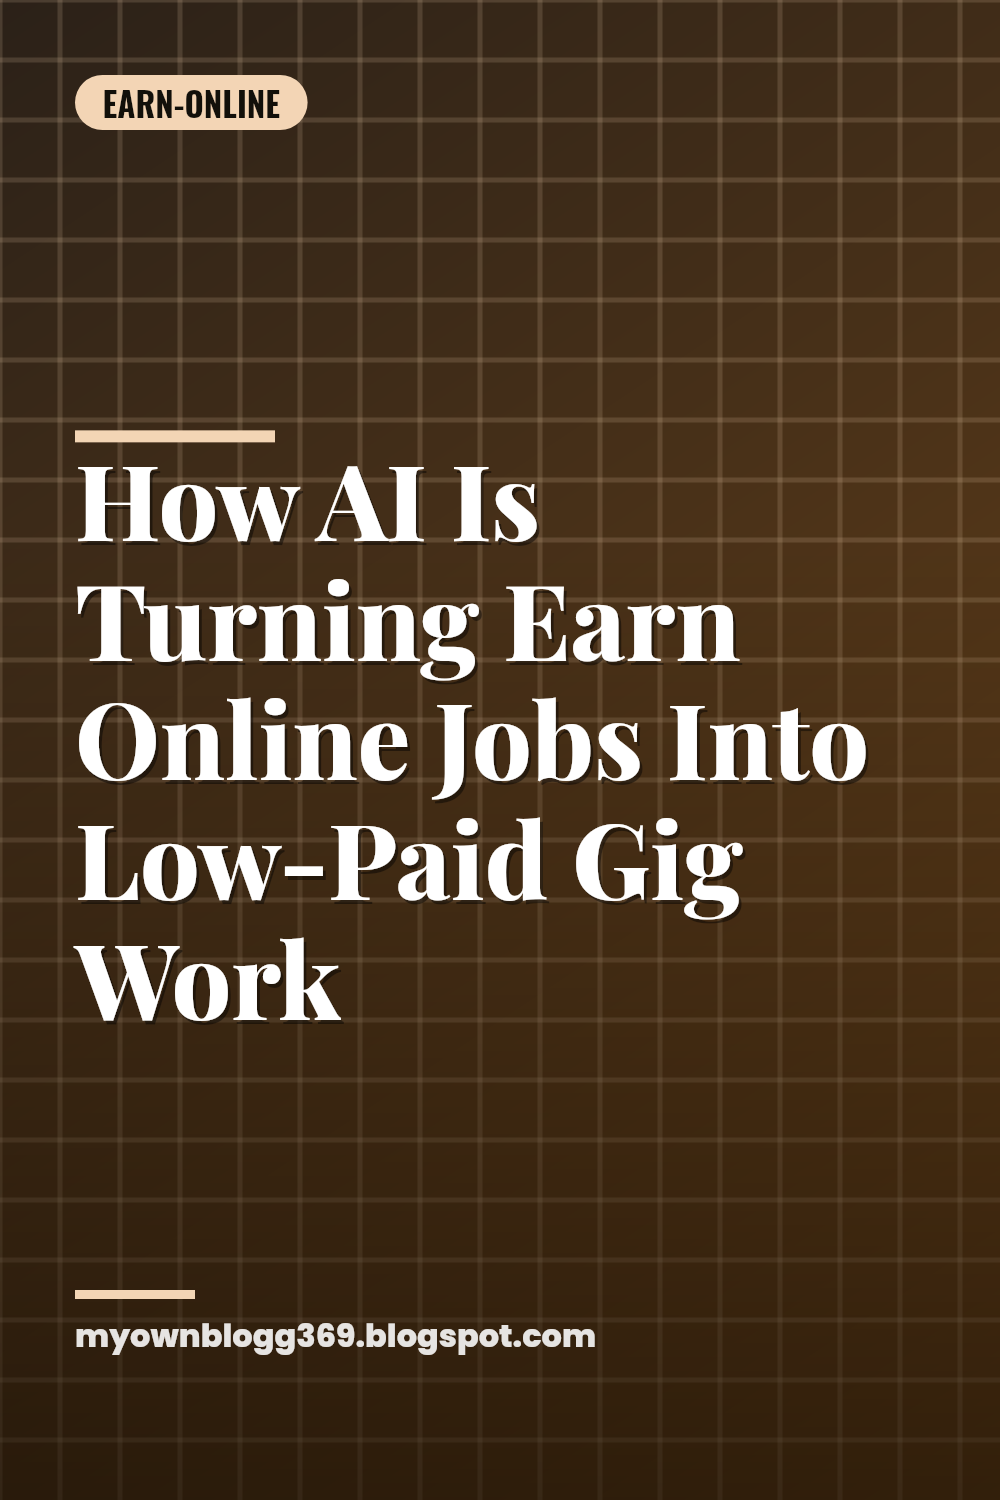 EARN-ONLINE
How AI Is
Turning Earn
Online Jobs Into
Low-Paid Gig
Work
myownblogg369.blogspot.com